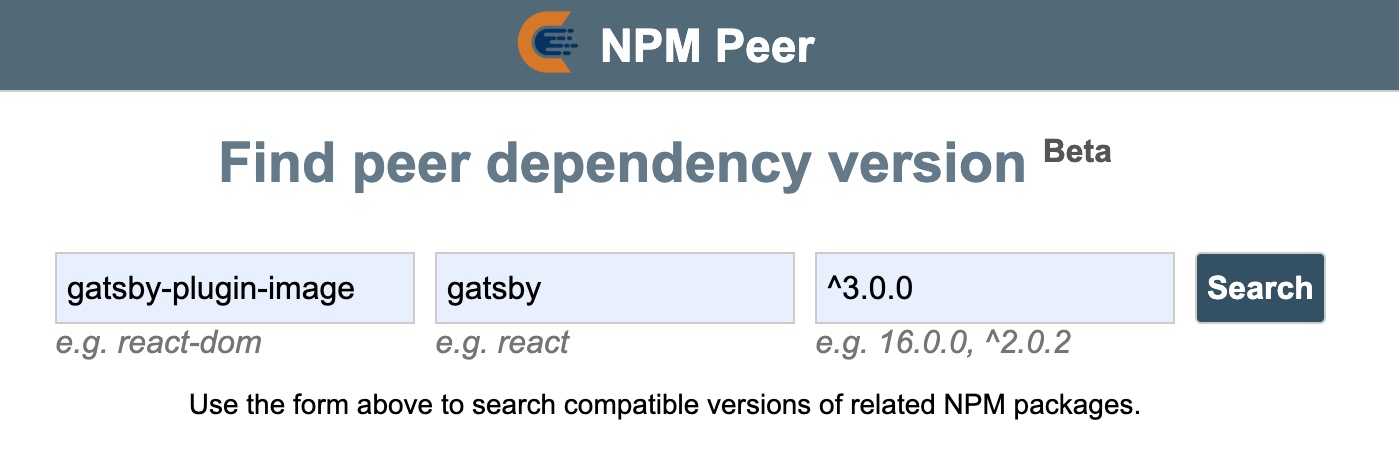 NPM Peer
Find peer dependency version Beta
gatsby-plugin-image gatsby ^3.0.0 Search
e.g. react-dom e.g. react e.g. 16.0.0, ^2.0.2
Use the form above to search compatible versions of related NPM packages.